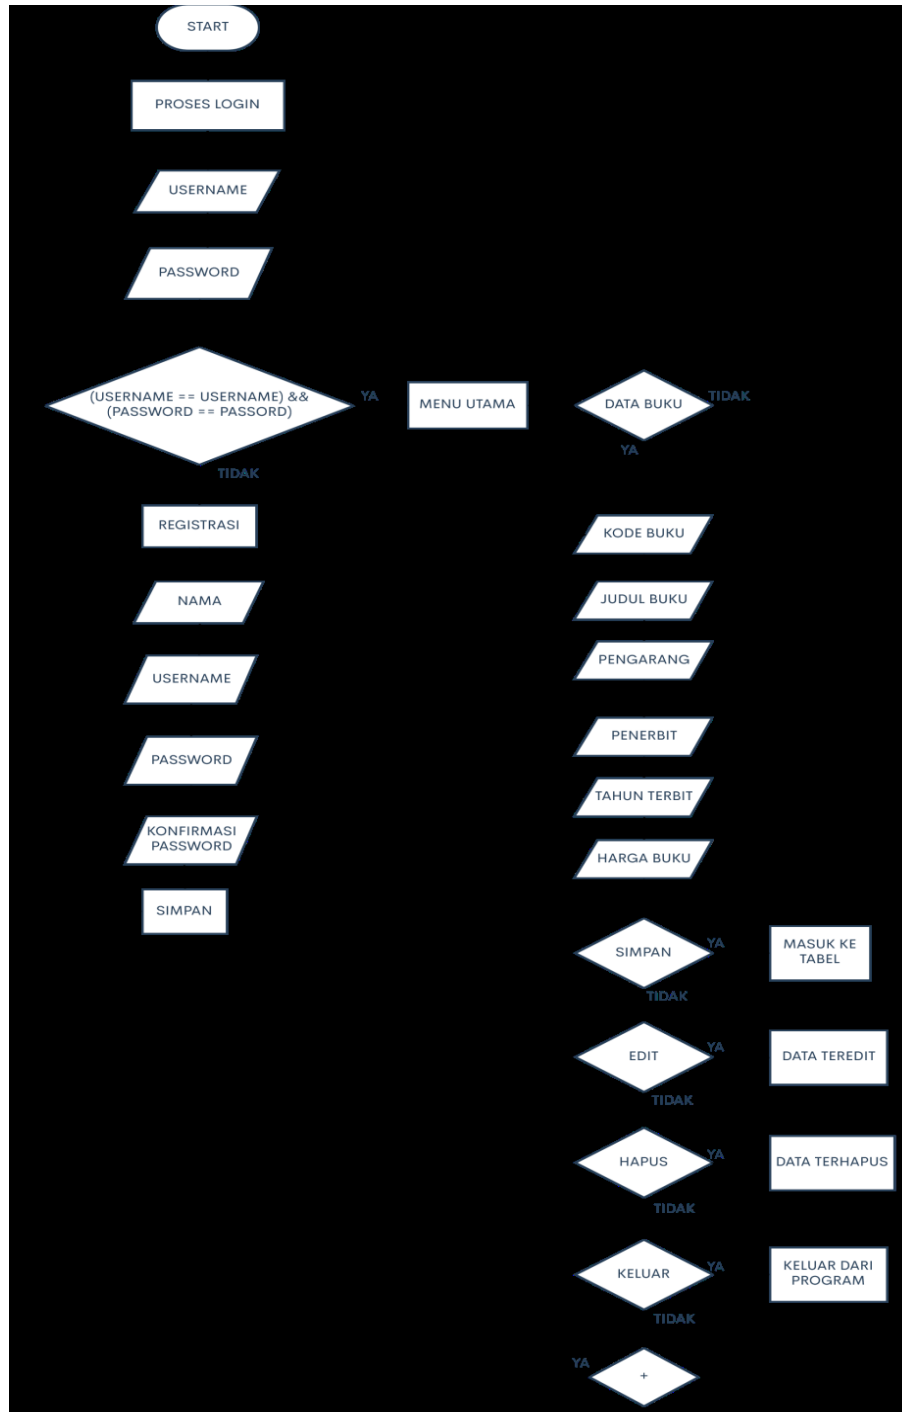 START
PROSES LOGIN
USERNAME
PASSWORD
(USERNAME == USERNAME) &&
(PASSWORD == PASSORD)
YA
TIDAK
MENU UTAMA
DATA BUKU
TIDAK
YA
REGISTRASI
NAMA
USERNAME
PASSWORD
KONFIRMASI
PASSWORD
SIMPAN
KODE BUKU
JUDUL BUKU
PENGARANG
PENERBIT
TAHUN TERBIT
HARGA BUKU
SIMPAN
YA
MASUK KE
TABEL
TIDAK
EDIT
YA
DATA TEREDIT
TIDAK
HAPUS
YA
DATA TERHAPUS
TIDAK
KELUAR
YA
KELUAR DARI
PROGRAM
TIDAK
YA
+